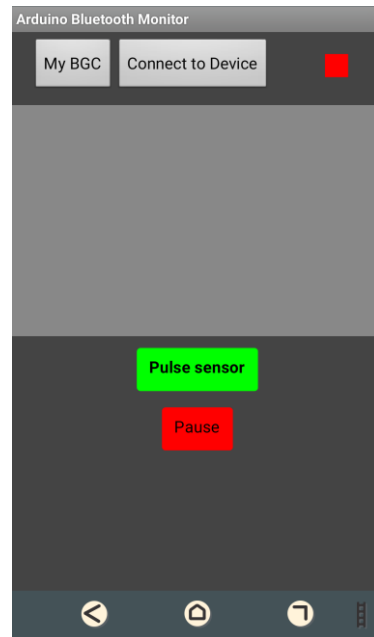 Arduino Bluetooth Monitor
My BGC Connect to Device
Pulse sensor
Pause